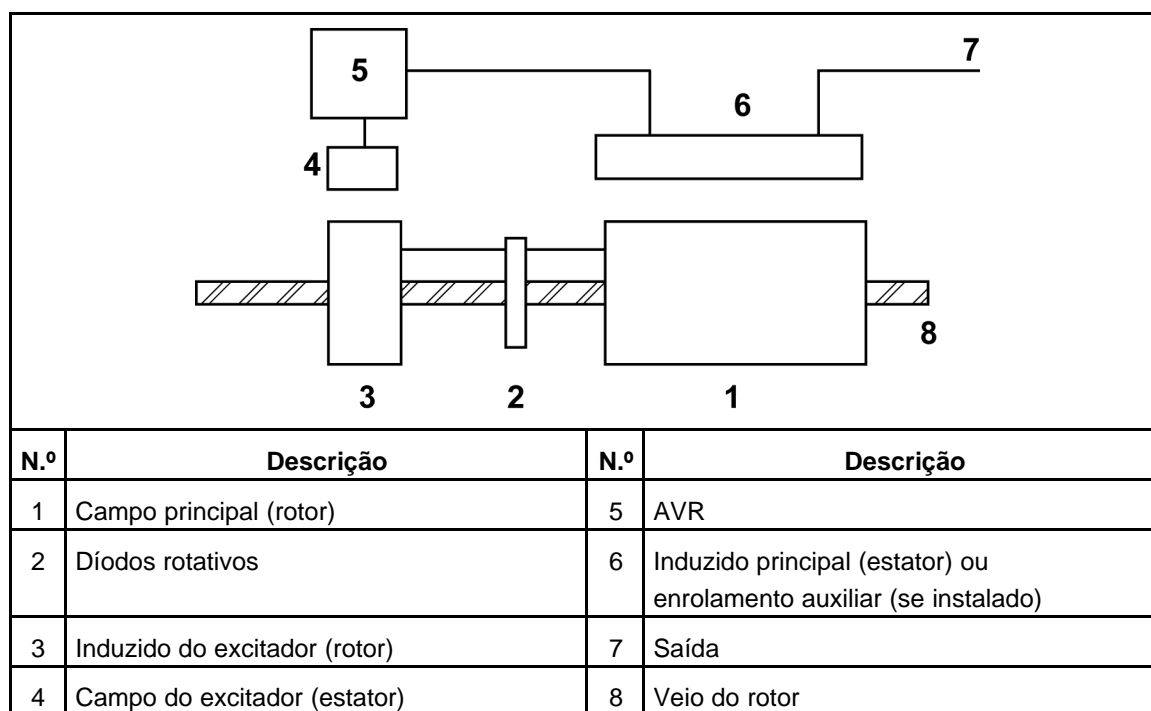 5
7
6
4
8
3
2
1
N.º Descrição N.º Descrição
1 Campo principal (rotor) 5 AVR
2 Díodos rotativos 6 Induzido principal (estator) ou
enrolamento auxiliar (se instalado)
3 Induzido do excitador (rotor) 7 Saída
4 Campo do excitador (estator) 8 Veio do rotor